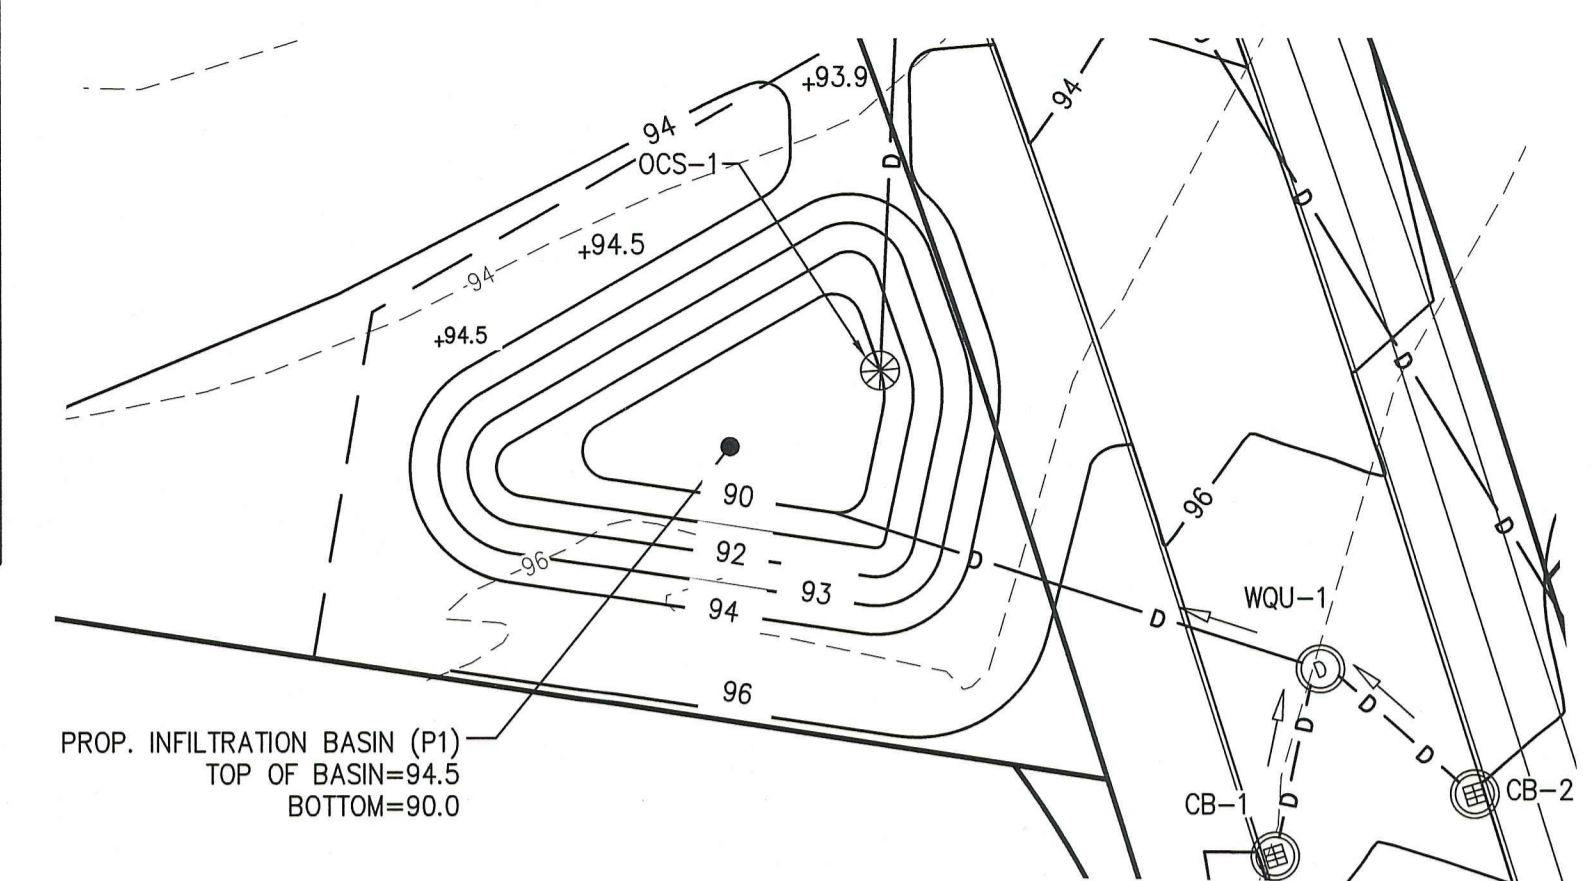 +93.9
94
94
OCS-1
D
D
+94.5
-94-
+94.5
D
90
96
D
92
-96-
D
93
WQU-1
94
D
D
96
D
D
PROP. INFILTRATION BASIN (P1)
TOP OF BASIN=94.5
BOTTOM=90.0
D
D
CB-1
D
CB-2